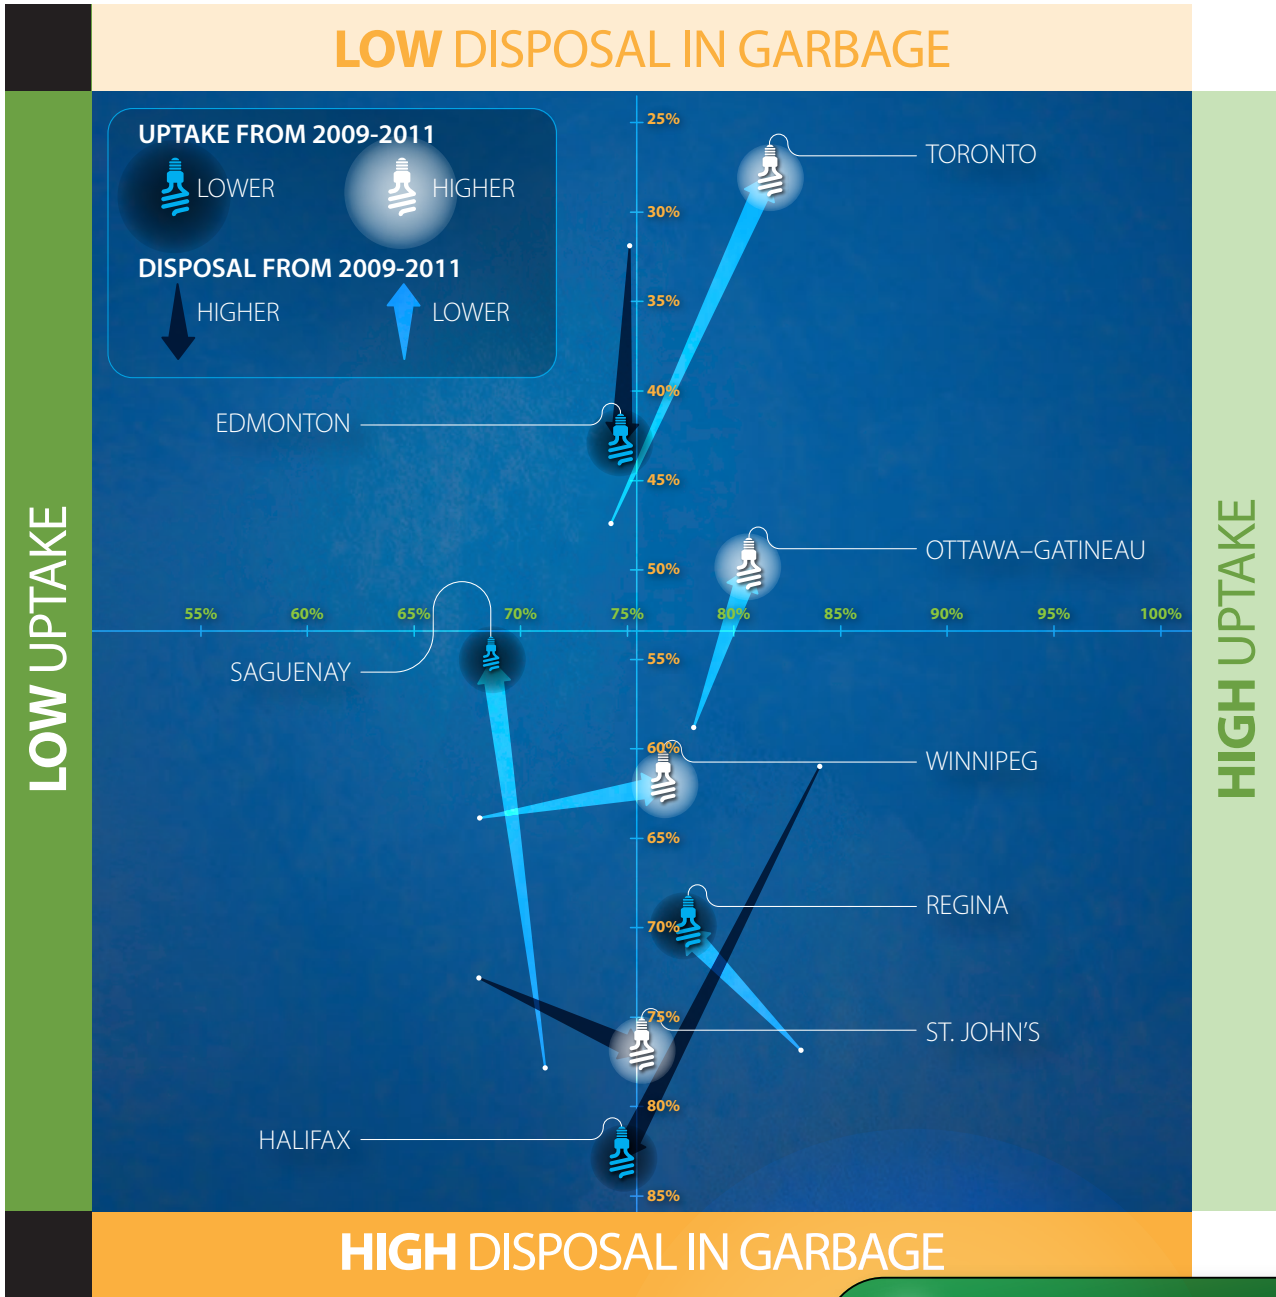 LOW DISPOSAL IN GARBAGE
UPTAKE FROM 2009-2011
LOWER
HIGHER
DISPOSAL FROM 2009-2011
HIGHER
LOWER
25%
TORONTO
30%
35%
40%
EDMONTON
45%
OTTAWA–GATINEAU
50%
55% 60% 65% 70% 75% 80% 85% 90% 95% 100%
55%
SAGUENAY
60%
WINNIPEG
65%
REGINA
70%
75%
ST. JOHN'S
80%
HALIFAX
85%
LOW UPTAKE
HIGH UPTAKE
HIGH DISPOSAL IN GARBAGE